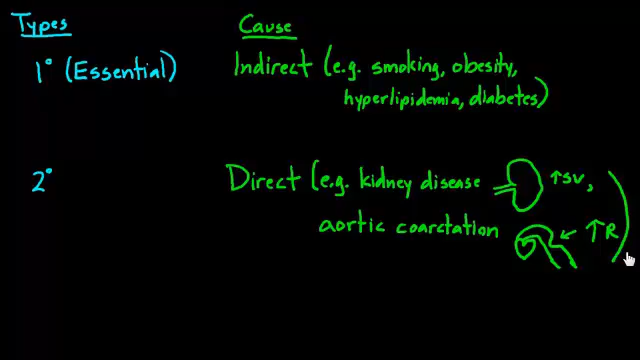 Types Cause
1° (Essential) Indirect (e.g. smoking, obesity,
hyperlipidemia, diabetes)
2° Direct (e.g. kidney disease ↑SV,
aortic coarctation ↑R)